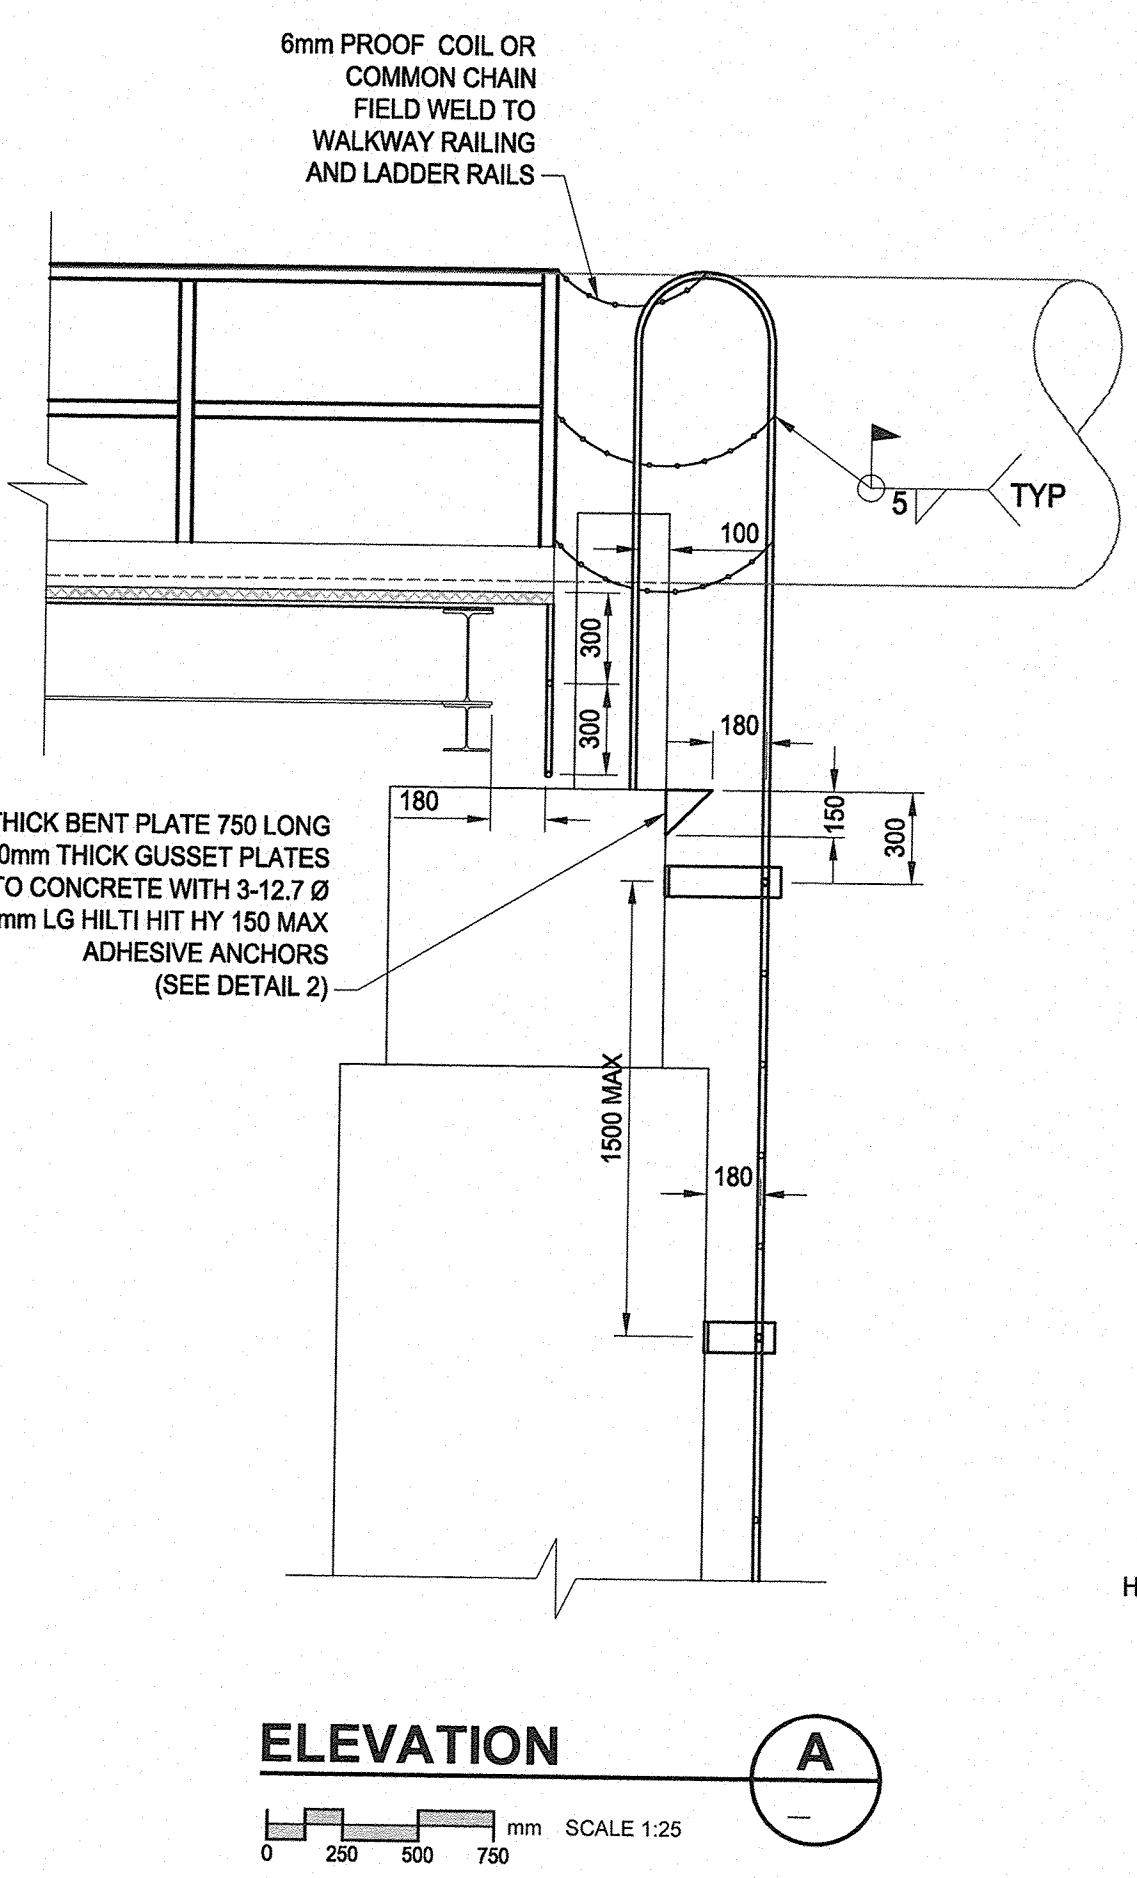 6mm PROOF COIL OR
COMMON CHAIN
FIELD WELD TO
WALKWAY RAILING
AND LADDER RAILS
5
TYP
100
300
300
180
180
150
300
THICK BENT PLATE 750 LONG
0mm THICK GUSSET PLATES
TO CONCRETE WITH 3-12.7 Ø
mm LG HILTI HIT HY 150 MAX
ADHESIVE ANCHORS
(SEE DETAIL 2)
1500 MAX
180
H
ELEVATION
A
—
mm SCALE 1:25
0 250 500 750